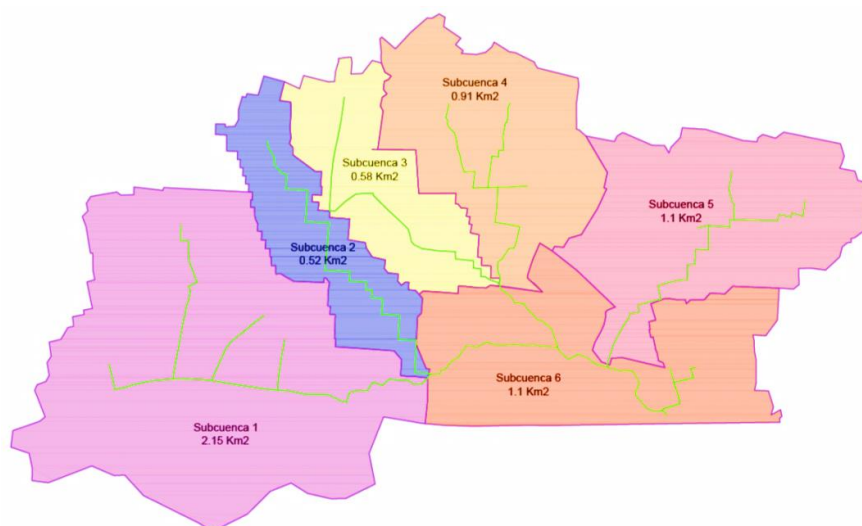 Subcuenca 4
0.91 Km2
Subcuenca 3
0.58 Km2
Subcuenca 5
1.1 Km2
Subcuenca 2
0.52 Km2
Subcuenca 6
1.1 Km2
Subcuenca 1
2.15 Km2